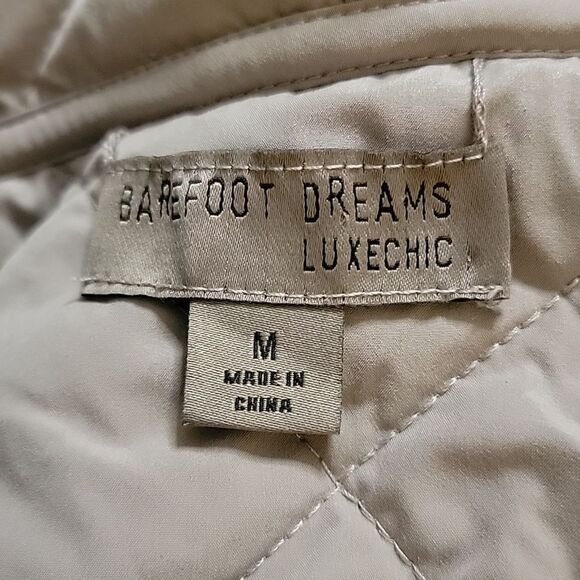 BAREFOOT DREAMS
LUXECHIC
M
MADE IN
CHINA